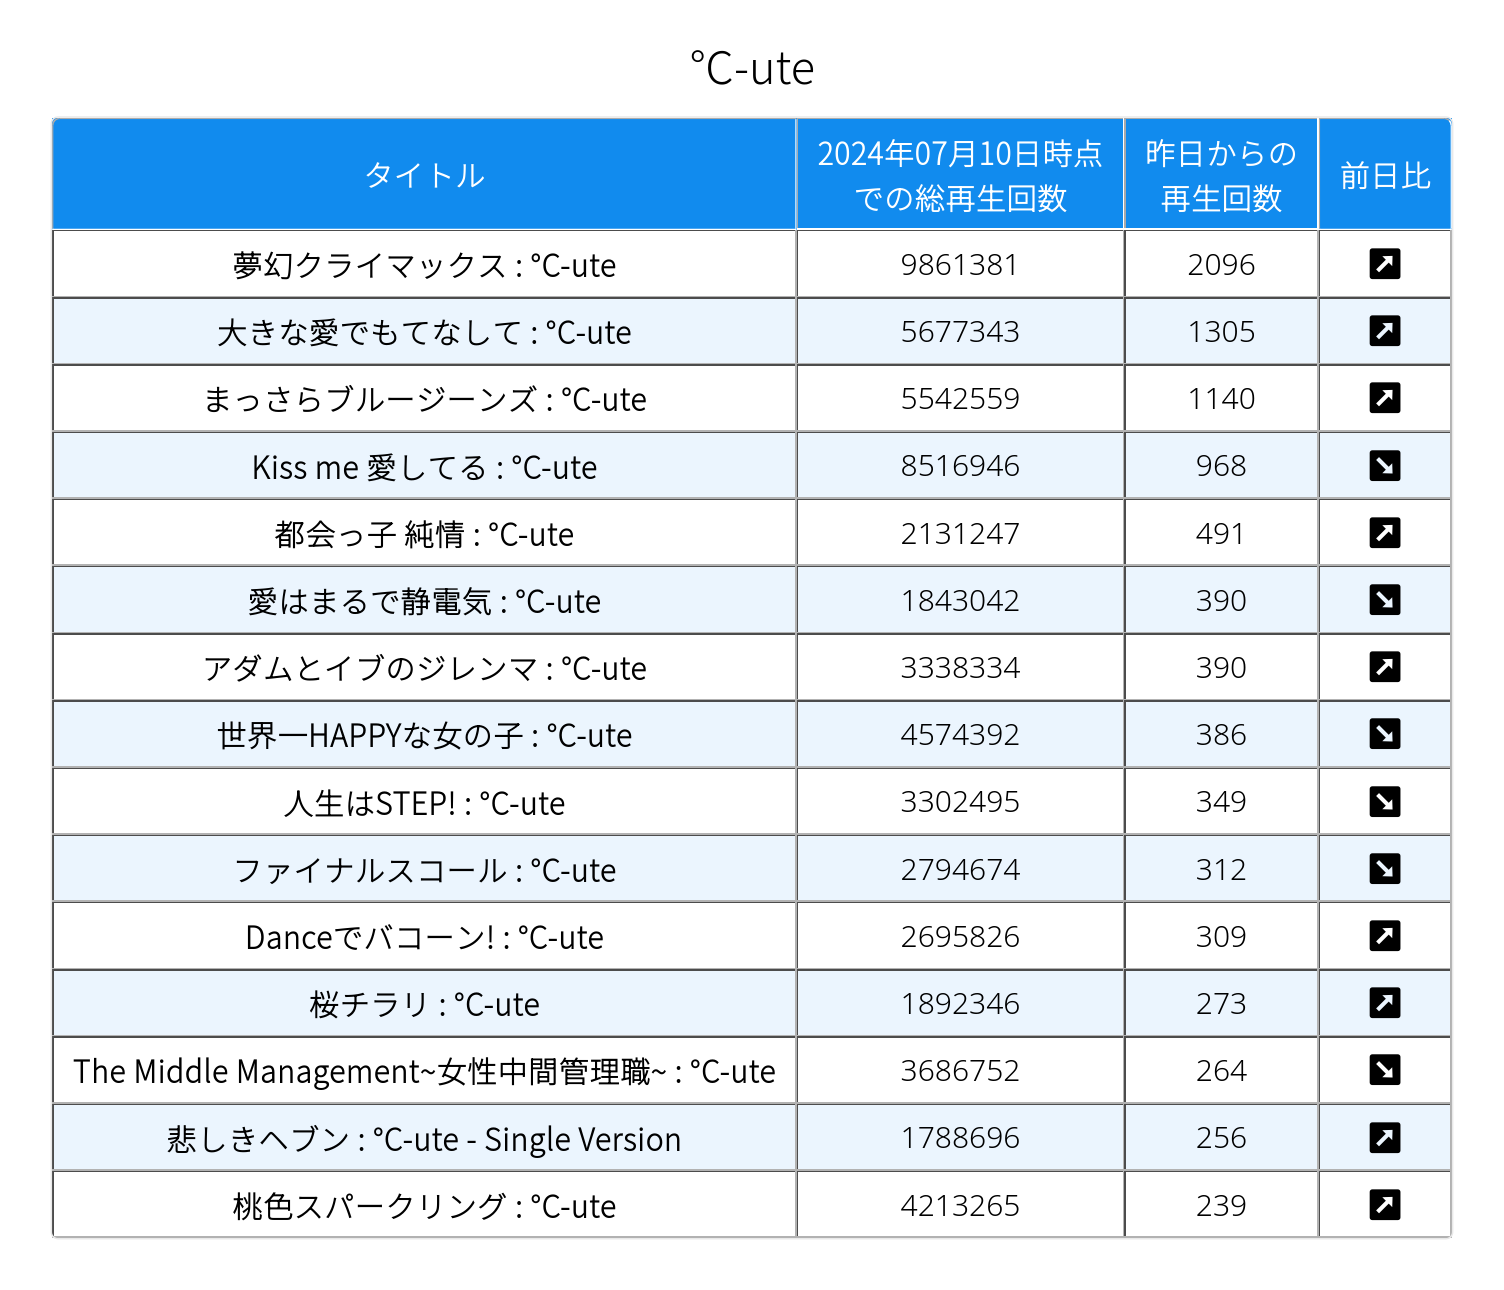 ℃-ute
タイトル
2024年07月10日時点
での総再生回数
昨日からの
再生回数
前日比
夢幻クライマックス : ℃-ute 9861381 2096
大きな愛でもてなして : ℃-ute 5677343 1305
まっさらブルージーンズ : ℃-ute 5542559 1140
Kiss me 愛してる : ℃-ute 8516946 968
都会っ子 純情 : ℃-ute 2131247 491
愛はまるで静電気 : ℃-ute 1843042 390
アダムとイブのジレンマ : ℃-ute 3338334 390
世界一HAPPYな女の子 : ℃-ute 4574392 386
人生はSTEP! : ℃-ute 3302495 349
ファイナルスコール : ℃-ute 2794674 312
Danceでバコーン! : ℃-ute 2695826 309
桜チラリ : ℃-ute 1892346 273
The Middle Management~女性中間管理職~ : ℃-ute 3686752 264
悲しきヘブン : ℃-ute - Single Version 1788696 256
桃色スパークリング : ℃-ute 4213265 239